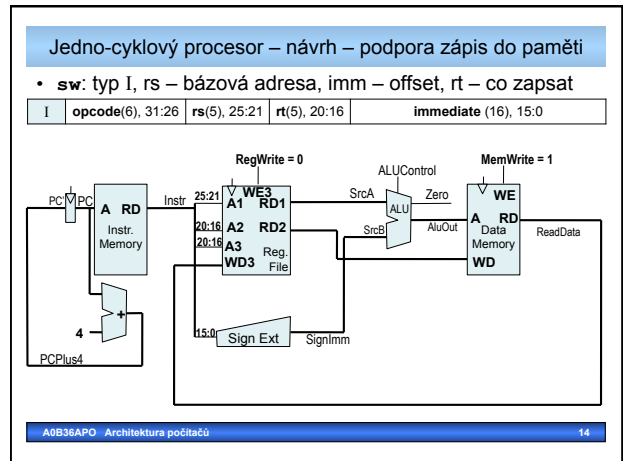 Jedno-cyklový procesor – návrh – podpora zápis do paměti
• sw: typ I, rs – bázová adresa, imm – offset, rt – co zapsat
I opcode(6), 31:26 rs(5), 25:21 rt(5), 20:16 immediate (16), 15:0
RegWrite = 0
MemWrite = 1
ALUControl
PC' PC
A RD
Instr.
Memory
Instr
25:21
WE3
A1 RD1
20:16
A2 RD2
20:16
A3
WD3
Reg.
File
SrcA
SrcB
ALU
Zero
AluOut
WE
A RD
Data
Memory
WD
ReadData
+
4
PCPlus4
15:0
Sign Ext
SignImm
A0B36APO Architektura počítačů 14